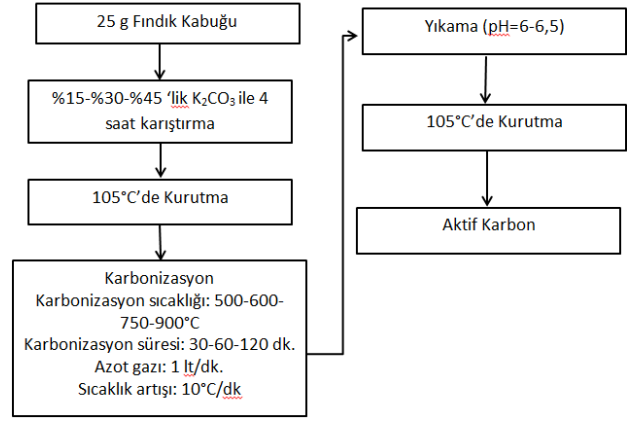 25 g Fındık Kabuğu
%15-%30-%45 ‘lik K₂CO₃ ile 4
saat karıştırma
105°C’de Kurutma
Karbonizasyon
Karbonizasyon sıcaklığı: 500-600-
750-900°C
Karbonizasyon süresi: 30-60-120 dk.
Azot gazı: 1 lt/dk.
Sıcaklık artışı: 10°C/dk
Yıkama (pH=6-6,5)
105°C’de Kurutma
Aktif Karbon